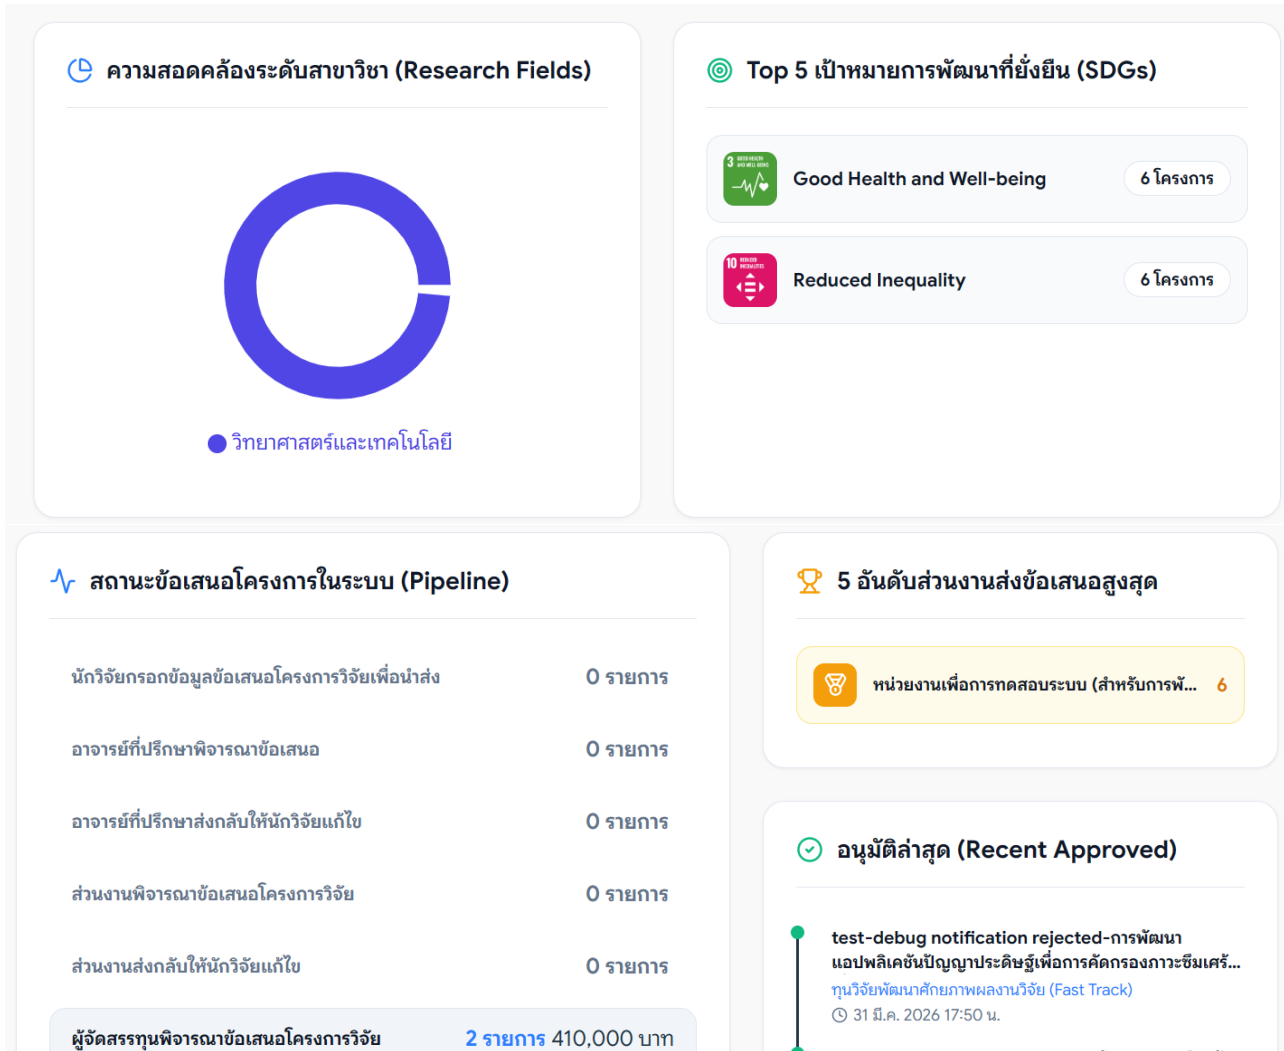 ความสอดคล้องระดับสาขาวิชา (Research Fields)
วิทยาศาสตร์และเทคโนโลยี
Top 5 เป้าหมายการพัฒนาที่ยั่งยืน (SDGs)
3 GOOD HEALTH
AND WELL-BEING
Good Health and Well-being
6 โครงการ
10 REDUCED
INEQUALITIES
Reduced Inequality
6 โครงการ
สถานะข้อเสนอโครงการในระบบ (Pipeline)
นักวิจัยกรอกข้อมูลข้อเสนอโครงการวิจัยเพื่อนำส่ง 0 รายการ
อาจารย์ที่ปรึกษาพิจารณาข้อเสนอ 0 รายการ
อาจารย์ที่ปรึกษาส่งกลับให้นักวิจัยแก้ไข 0 รายการ
ส่วนงานพิจารณาข้อเสนอโครงการวิจัย 0 รายการ
ส่วนงานส่งกลับให้นักวิจัยแก้ไข 0 รายการ
ผู้จัดสรรทุนพิจารณาข้อเสนอโครงการวิจัย 2 รายการ 410,000 บาท
5 อันดับส่วนงานส่งข้อเสนอสูงสุด
หน่วยงานเพื่อการทดสอบระบบ (สำหรับการพั... 6
อนุมัติล่าสุด (Recent Approved)
test-debug notification rejected-การพัฒนา
แอปพลิเคชันปัญญาประดิษฐ์เพื่อการคัดกรองภาวะซึมเศร้...
ทุนวิจัยพัฒนาศักยภาพผลงานวิจัย (Fast Track)
31 มี.ค. 2026 17:50 น.